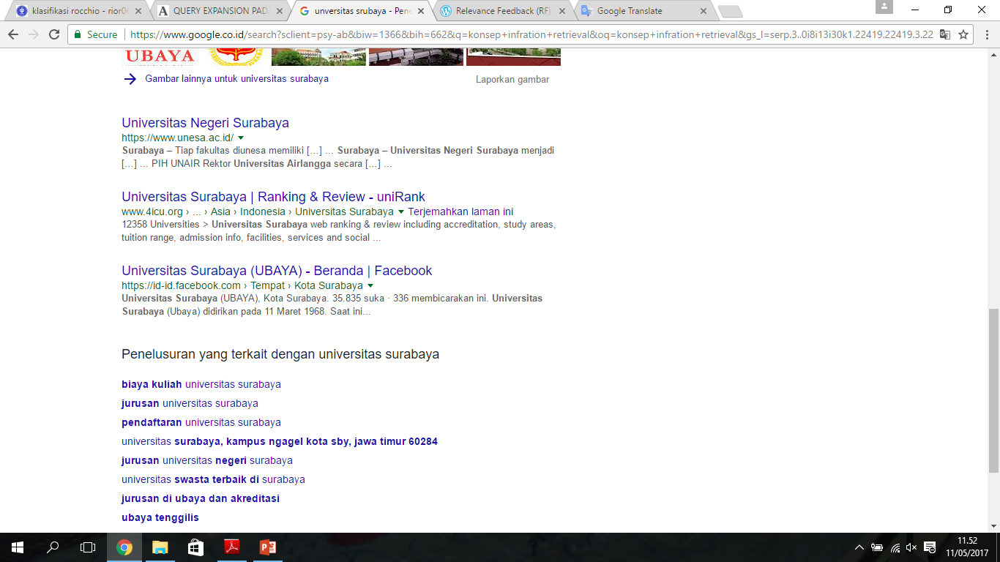 klasifikasi rocchio - rior06
QUERY EXPANSION PADA
unversitas srubaya - Pene
Relevance Feedback (RF)
Google Translate
Secure | https://www.google.co.id/search?sclient=psy-ab&biw=1366&bih=662&q=konsep+infration+retrieval&oq=konsep+infration+retrieval&gs_l=serp.3..0i8i13i30k1.22419.22419.3.22
UBAYA
Gambar lainnya untuk universitas surabaya
Laporkan gambar
Universitas Negeri Surabaya
https://www.unesa.ac.id/
Surabaya – Tiap fakultas diunesa memiliki […] ... Surabaya – Universitas Negeri Surabaya menjadi
[…] ... PIH UNAIR Rektor Universitas Airlangga secara […] ...
Universitas Surabaya | Ranking & Review - uniRank
www.4icu.org › ... › Asia › Indonesia › Universitas Surabaya Terjemahkan laman ini
12358 Universities > Universitas Surabaya web ranking & review including accreditation, study areas,
tuition range, admission info, facilities, services and social ...
Universitas Surabaya (UBAYA) - Beranda | Facebook
https://id-id.facebook.com › Tempat › Kota Surabaya
Universitas Surabaya (UBAYA), Kota Surabaya. 35.835 suka · 336 membicarakan ini. Universitas
Surabaya (Ubaya) didirikan pada 11 Maret 1968. Saat ini...
Penelusuran yang terkait dengan universitas surabaya
biaya kuliah universitas surabaya
jurusan universitas surabaya
pendaftaran universitas surabaya
universitas surabaya, kampus ngagel kota sby, jawa timur 60284
jurusan universitas negeri surabaya
universitas swasta terbaik di surabaya
jurusan di ubaya dan akreditasi
ubaya tenggilis
11.52
11/05/2017